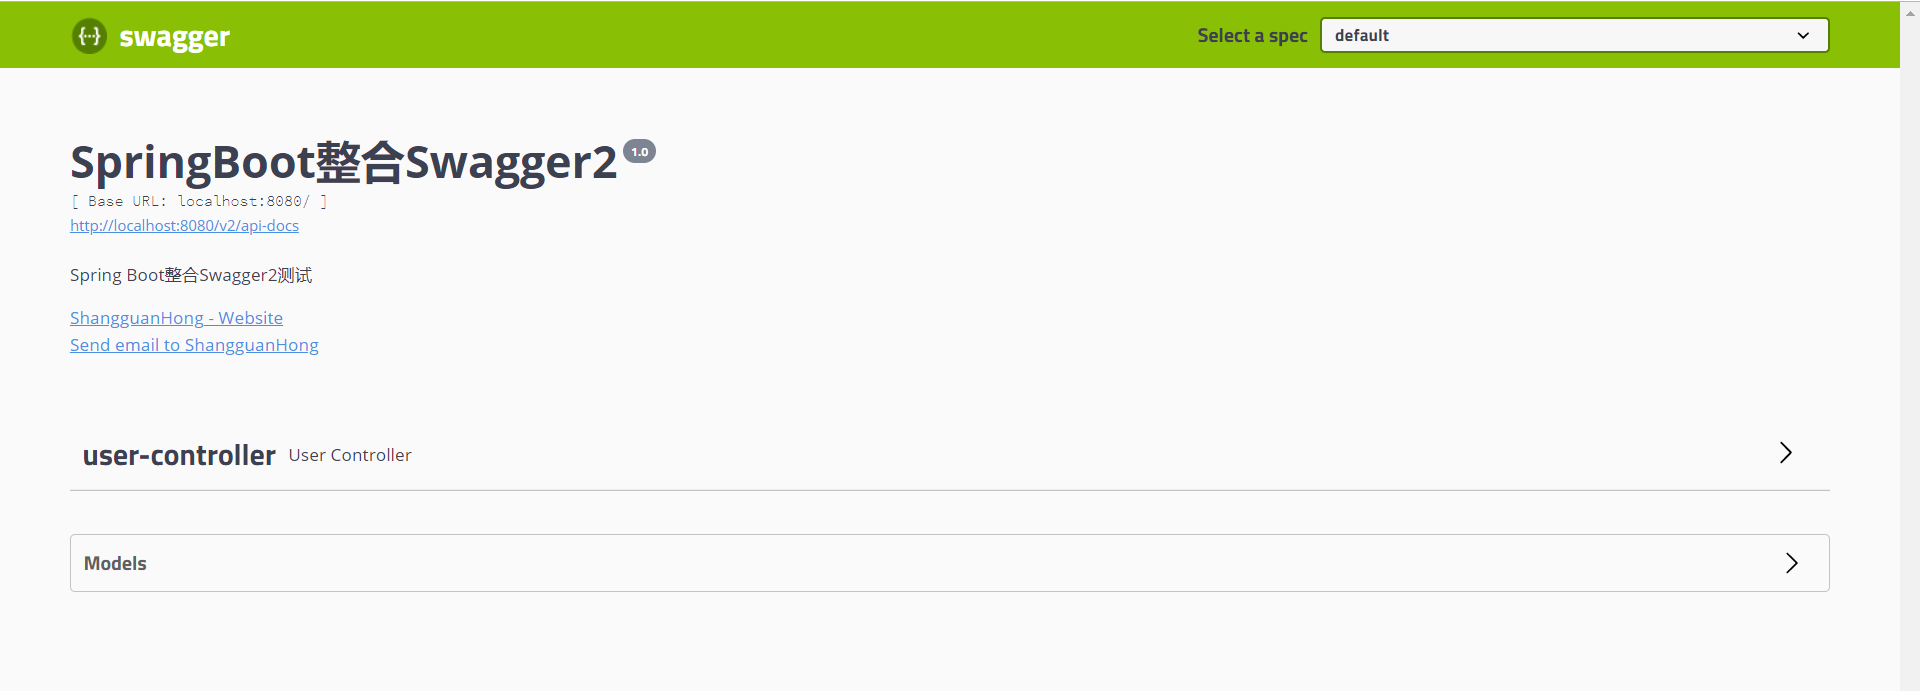 {···} swagger
Select a spec default
SpringBoot整合Swagger2 1.0
[ Base URL: localhost:8080/ ]
http://localhost:8080/v2/api-docs
Spring Boot整合Swagger2测试
ShangguanHong - Website
Send email to ShangguanHong
user-controller User Controller
Models